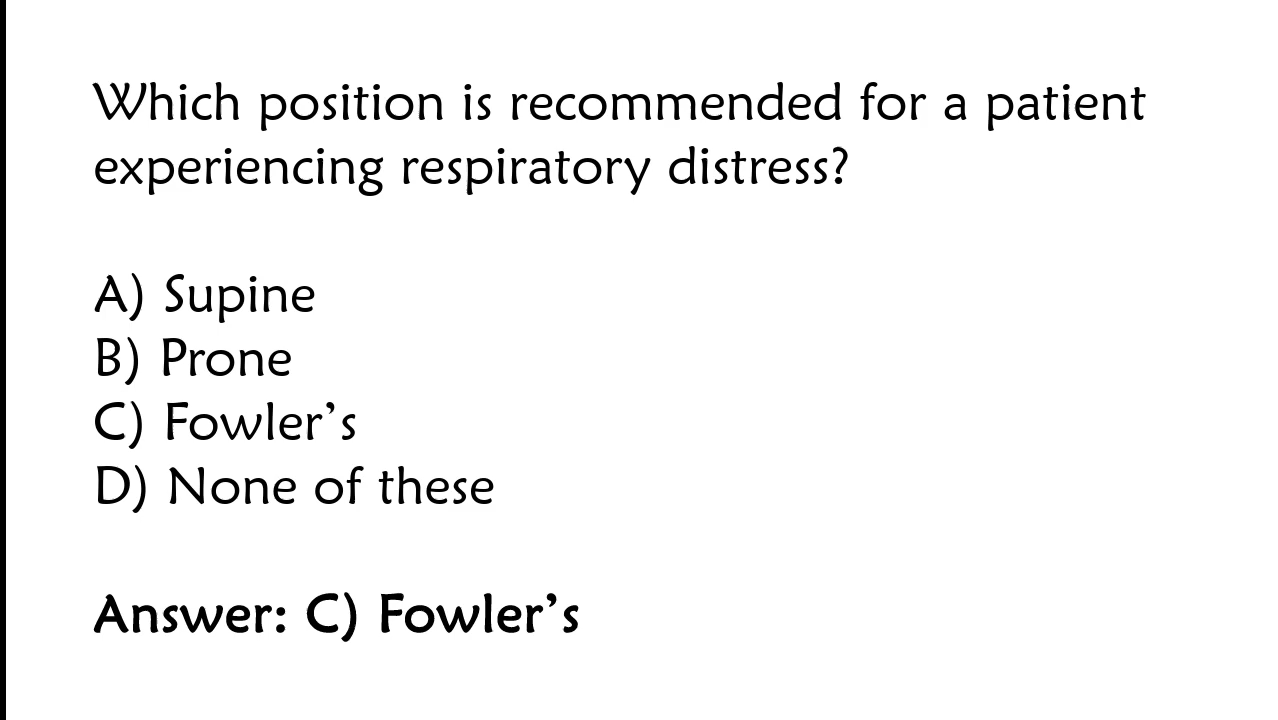 Which position is recommended for a patient
experiencing respiratory distress?
A) Supine
B) Prone
C) Fowler’s
D) None of these
Answer: C) Fowler’s